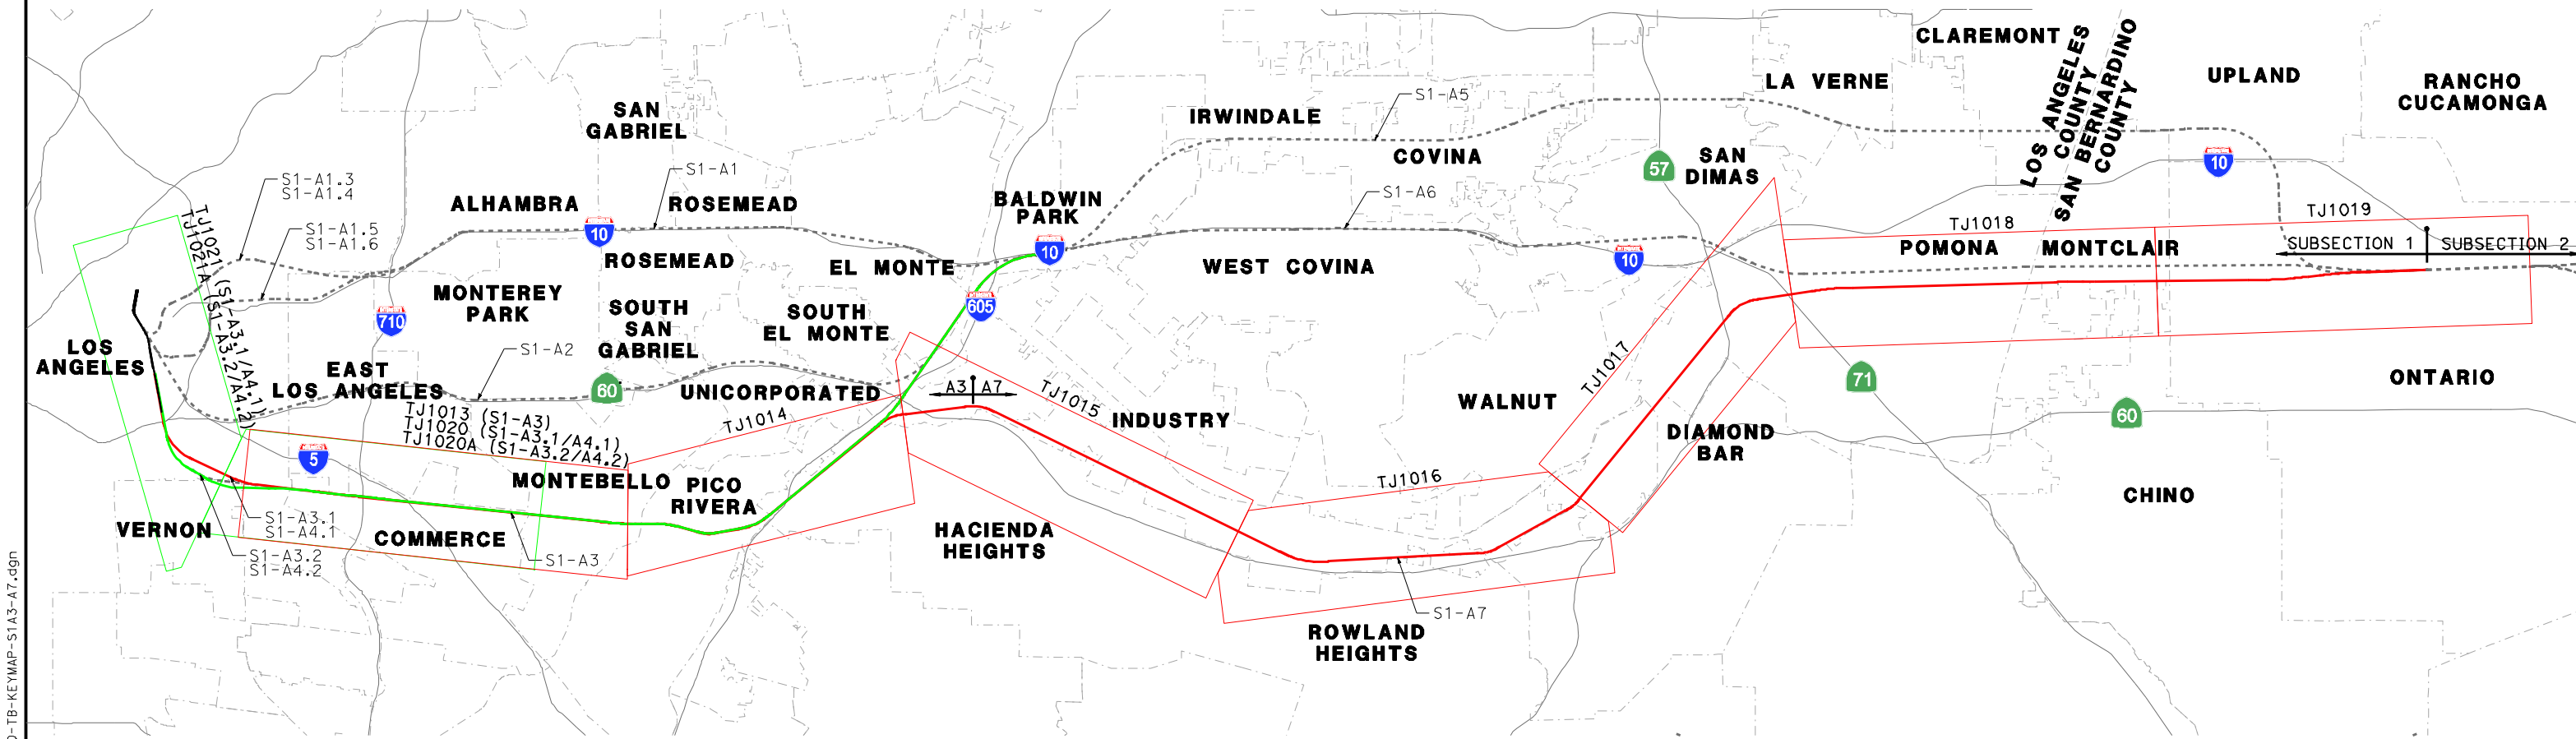 CLAREMONT
LOS ANGELES
COUNTY
SAN BERNARDINO
COUNTY
UPLAND
RANCHO
CUCAMONGA
LA VERNE
S1-A5
IRWINDALE
SAN
GABRIEL
COVINA
57
SAN
DIMAS
10
S1-A1
S1-A6
S1-A1.3
S1-A1.4
ALHAMBRA
ROSEMEAD
BALDWIN
PARK
TJ1021 (S1-A3.1/A4.1)
TJ1021A (S1-A3.2/A4.2)
S1-A1.5
S1-A1.6
10
10
10
TJ1018
TJ1019
POMONA
MONTCLAIR
SUBSECTION 1
SUBSECTION 2
ROSEMEAD
EL MONTE
WEST COVINA
MONTEREY
PARK
710
SOUTH
SAN
GABRIEL
SOUTH
EL MONTE
605
LOS
ANGELES
S1-A2
EAST
LOS ANGELES
60
UNICORPORATED
A3
A7
TJ1015
TJ1017
WALNUT
71
ONTARIO
TJ1013 (S1-A3)
TJ1020 (S1-A3.1/A4.1)
TJ1020A (S1-A3.2/A4.2)
TJ1014
INDUSTRY
60
DIAMOND
BAR
5
MONTEBELLO
PICO
RIVERA
TJ1016
CHINO
VERNON
S1-A3.1
S1-A4.1
COMMERCE
HACIENDA
HEIGHTS
S1-A3.2
S1-A4.2
S1-A3
S1-A7
ROWLAND
HEIGHTS
-TB-KEYMAP-S1A3-A7.dgn